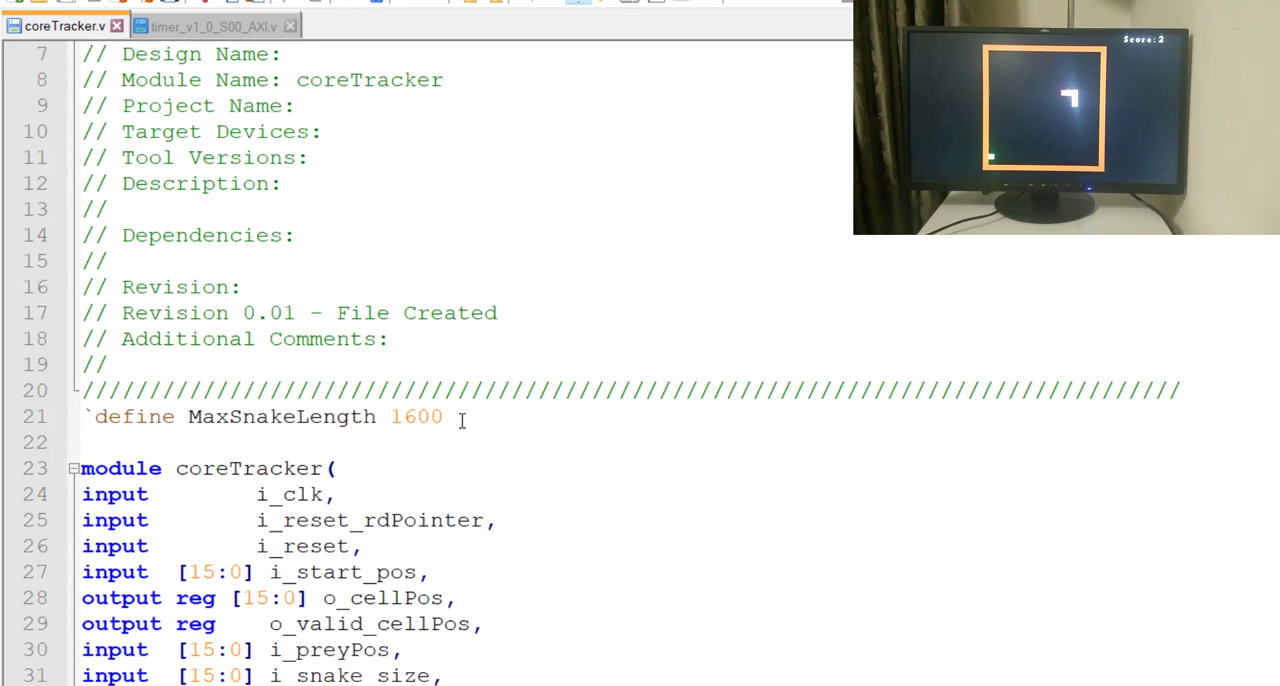 coreTracker.v timer_v1_0_S00_AXI.v
7 // Design Name:
8 // Module Name: coreTracker
9 // Project Name:
10 // Target Devices:
11 // Tool Versions:
12 // Description:
13 //
14 // Dependencies:
15 //
16 // Revision:
17 // Revision 0.01 - File Created
18 // Additional Comments:
19 //
20 //////////////////////////////////////////////////////////////////////////////////
21 `define MaxSnakeLength 1600
22
23 module coreTracker(
24 input i_clk,
25 input i_reset_rdPointer,
26 input i_reset,
27 input [15:0] i_start_pos,
28 output reg [15:0] o_cellPos,
29 output reg o_valid_cellPos,
30 input [15:0] i_preyPos,
31 input [15:0] i_snake_size,
Score:2